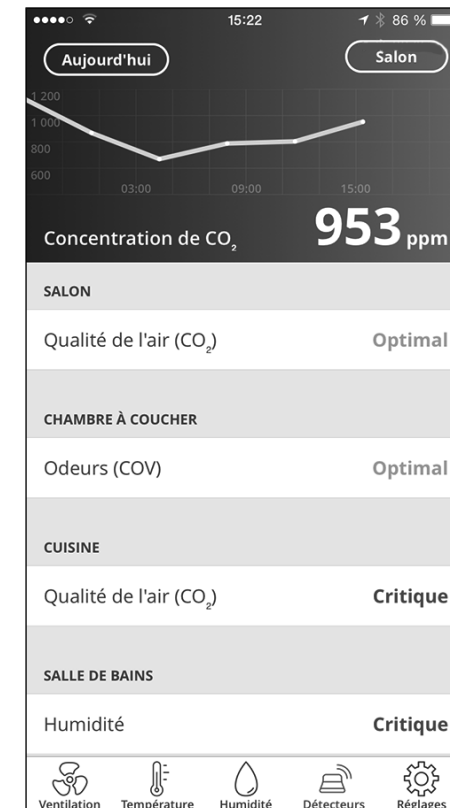 15:22
86 %
Aujourd'hui
Salon
1 200
1 000
800
600
03:00
09:00
15:00
Concentration de CO₂
953 ppm
SALON
Qualité de l'air (CO₂)
Optimal
CHAMBRE À COUCHER
Odeurs (COV)
Optimal
CUISINE
Qualité de l'air (CO₂)
Critique
SALLE DE BAINS
Humidité
Critique
Ventilation
Température
Humidité
Détecteurs
Réglages